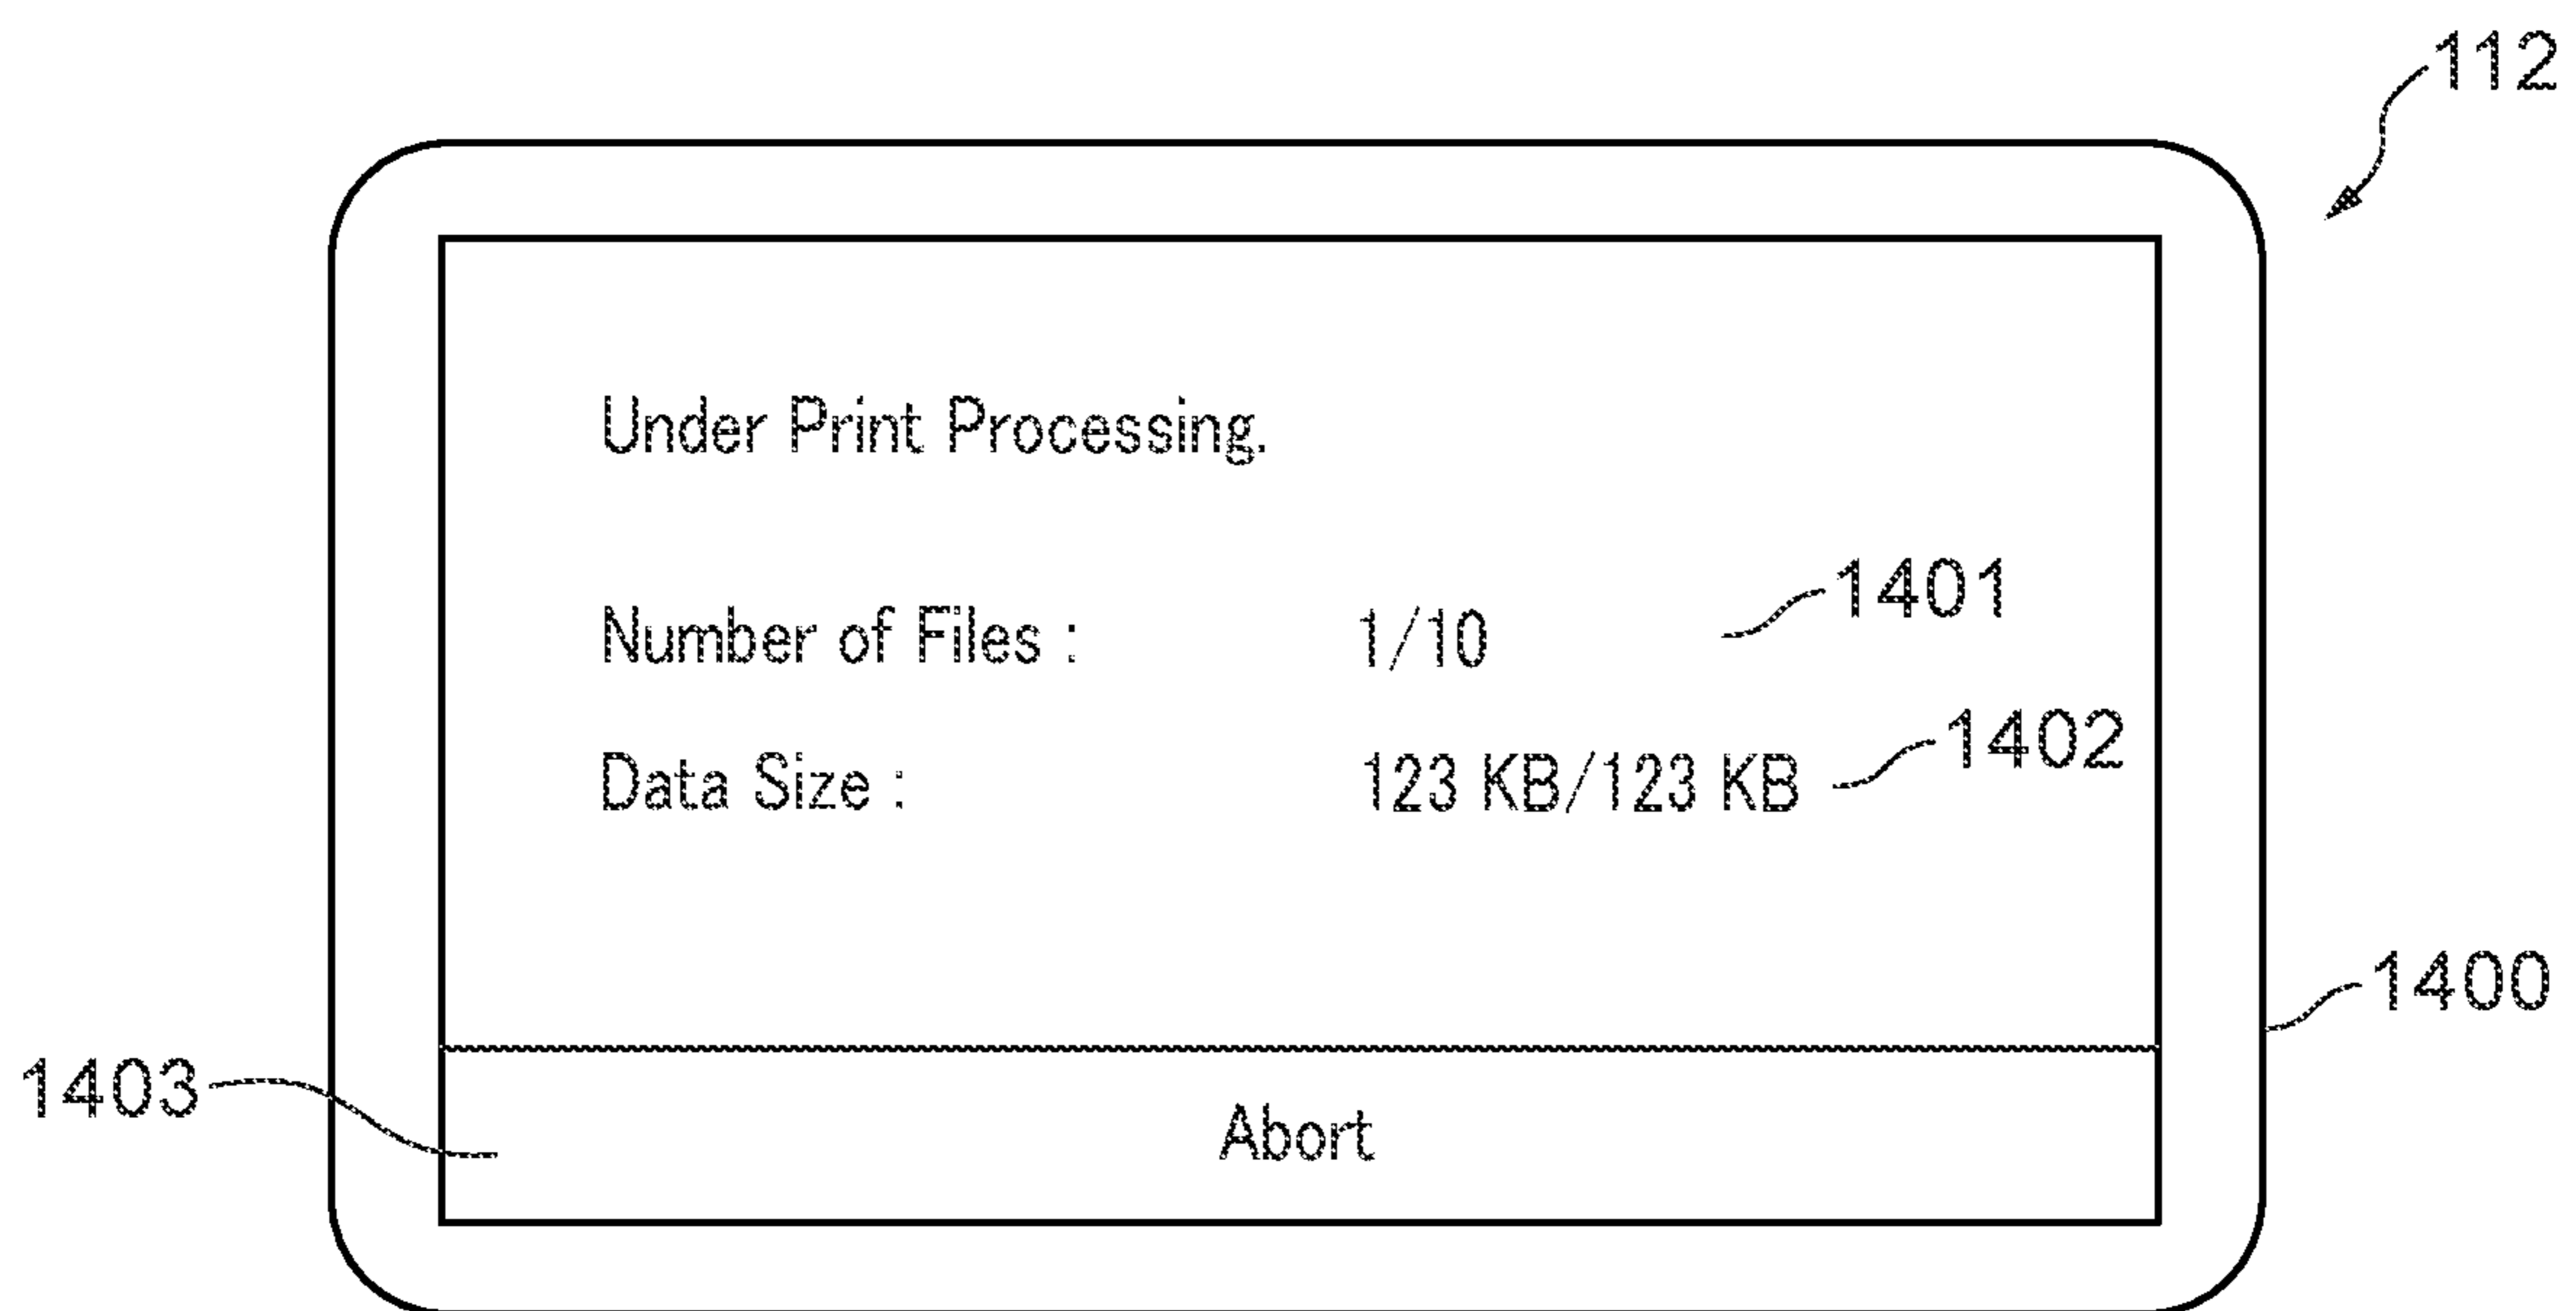 112
Under Print Processing.
Number of Files : 1/10 1401
Data Size : 123 KB/123 KB 1402
1400
1403
Abort